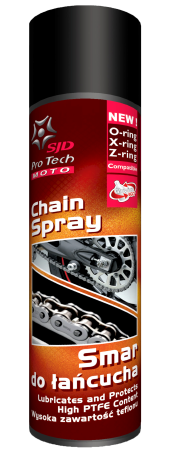 SJD
Pro Tech
MOTO
NEW!
O-ring
X-ring
Z-ring
Compatible
Chain
Spray
Smar
do łańcucha
Lubricates and Protects
High PTFE Content
Wysoka zawartość teflonu